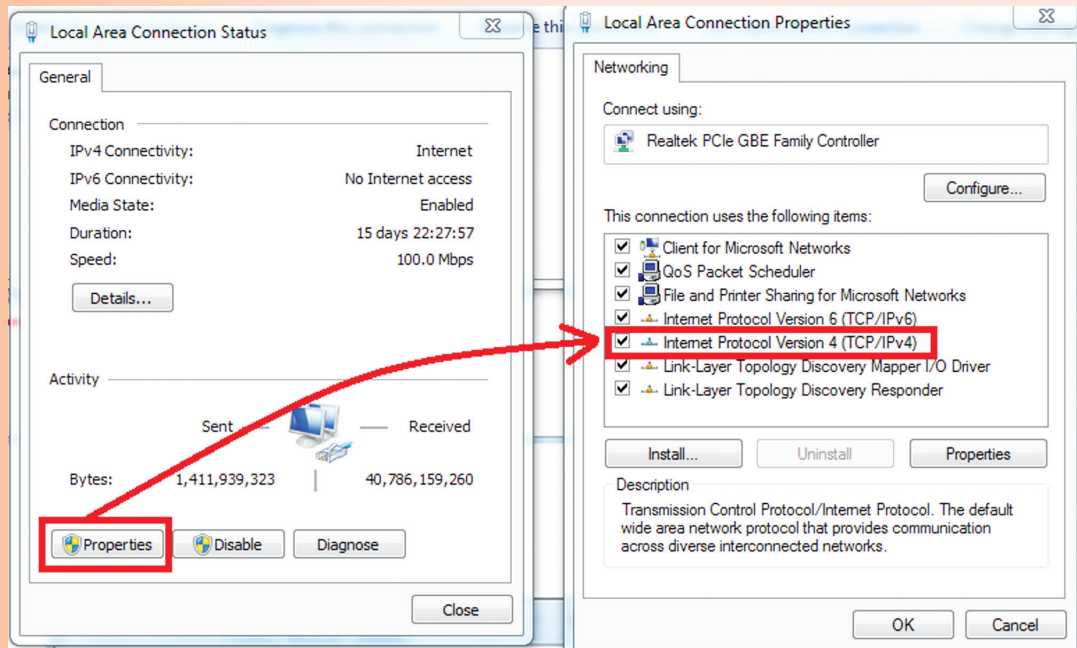 Local Area Connection Status
General
Connection
IPv4 Connectivity: Internet
IPv6 Connectivity: No Internet access
Media State: Enabled
Duration: 15 days 22:27:57
Speed: 100.0 Mbps
Details...
Activity
Sent Received
Bytes: 1,411,939,323 40,786,159,260
Properties Disable Diagnose
Close
Local Area Connection Properties
Networking
Connect using:
Realtek PCIe GBE Family Controller
Configure...
This connection uses the following items:
Client for Microsoft Networks
QoS Packet Scheduler
File and Printer Sharing for Microsoft Networks
Internet Protocol Version 6 (TCP/IPv6)
Internet Protocol Version 4 (TCP/IPv4)
Link-Layer Topology Discovery Mapper I/O Driver
Link-Layer Topology Discovery Responder
Install... Uninstall Properties
Description
Transmission Control Protocol/Internet Protocol. The default
wide area network protocol that provides communication
across diverse interconnected networks.
OK Cancel